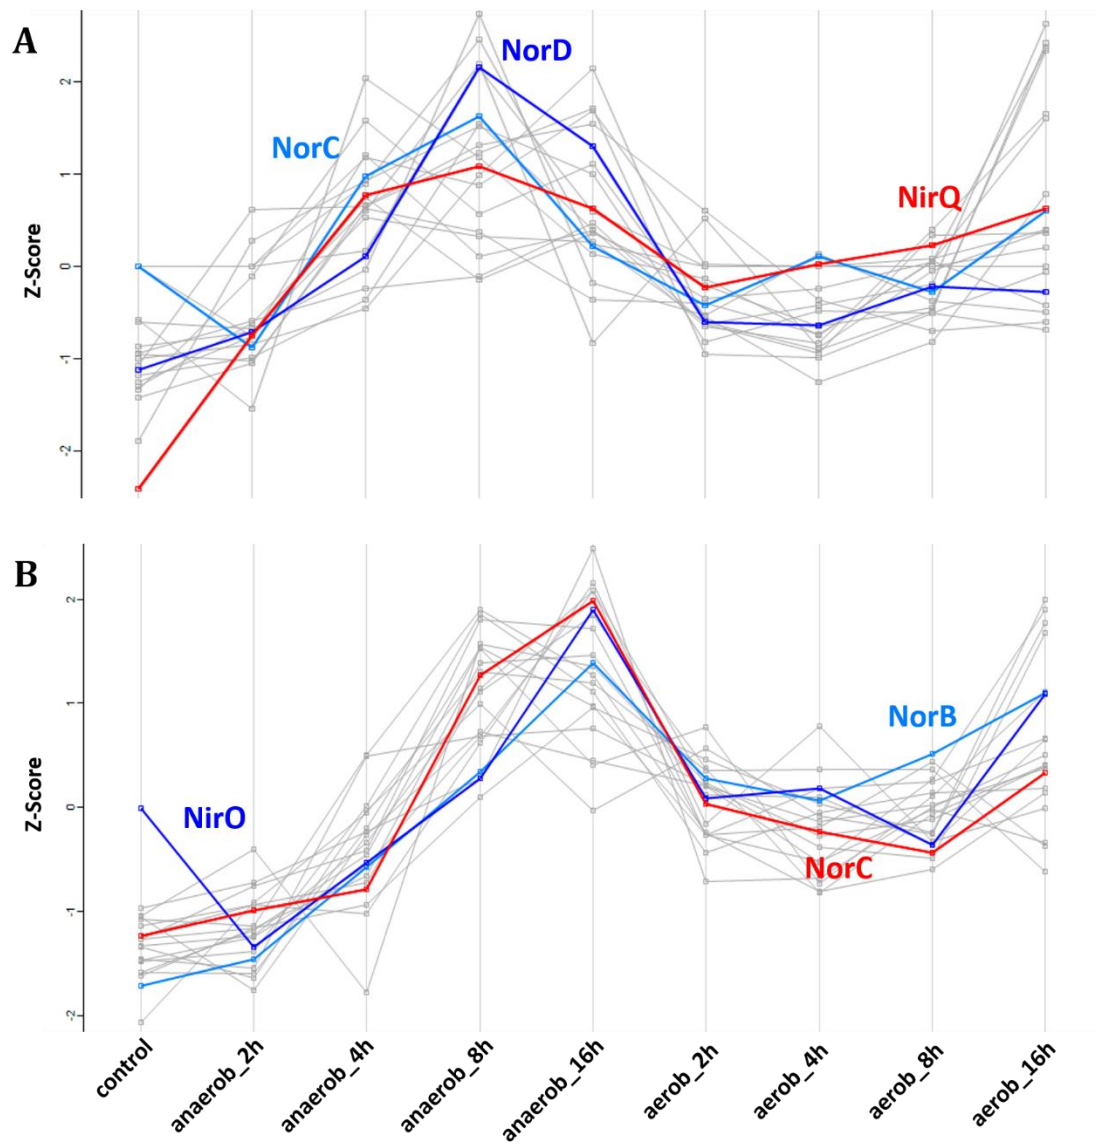 A
NorD
NorC
NirQ
Z-Score
2
1
0
-1
-2
B
NorB
NirO
NorC
Z-Score
2
1
0
-1
-2
control
anaerob_2h
anaerob_4h
anaerob_8h
anaerob_16h
aerob_2h
aerob_4h
aerob_8h
aerob_16h